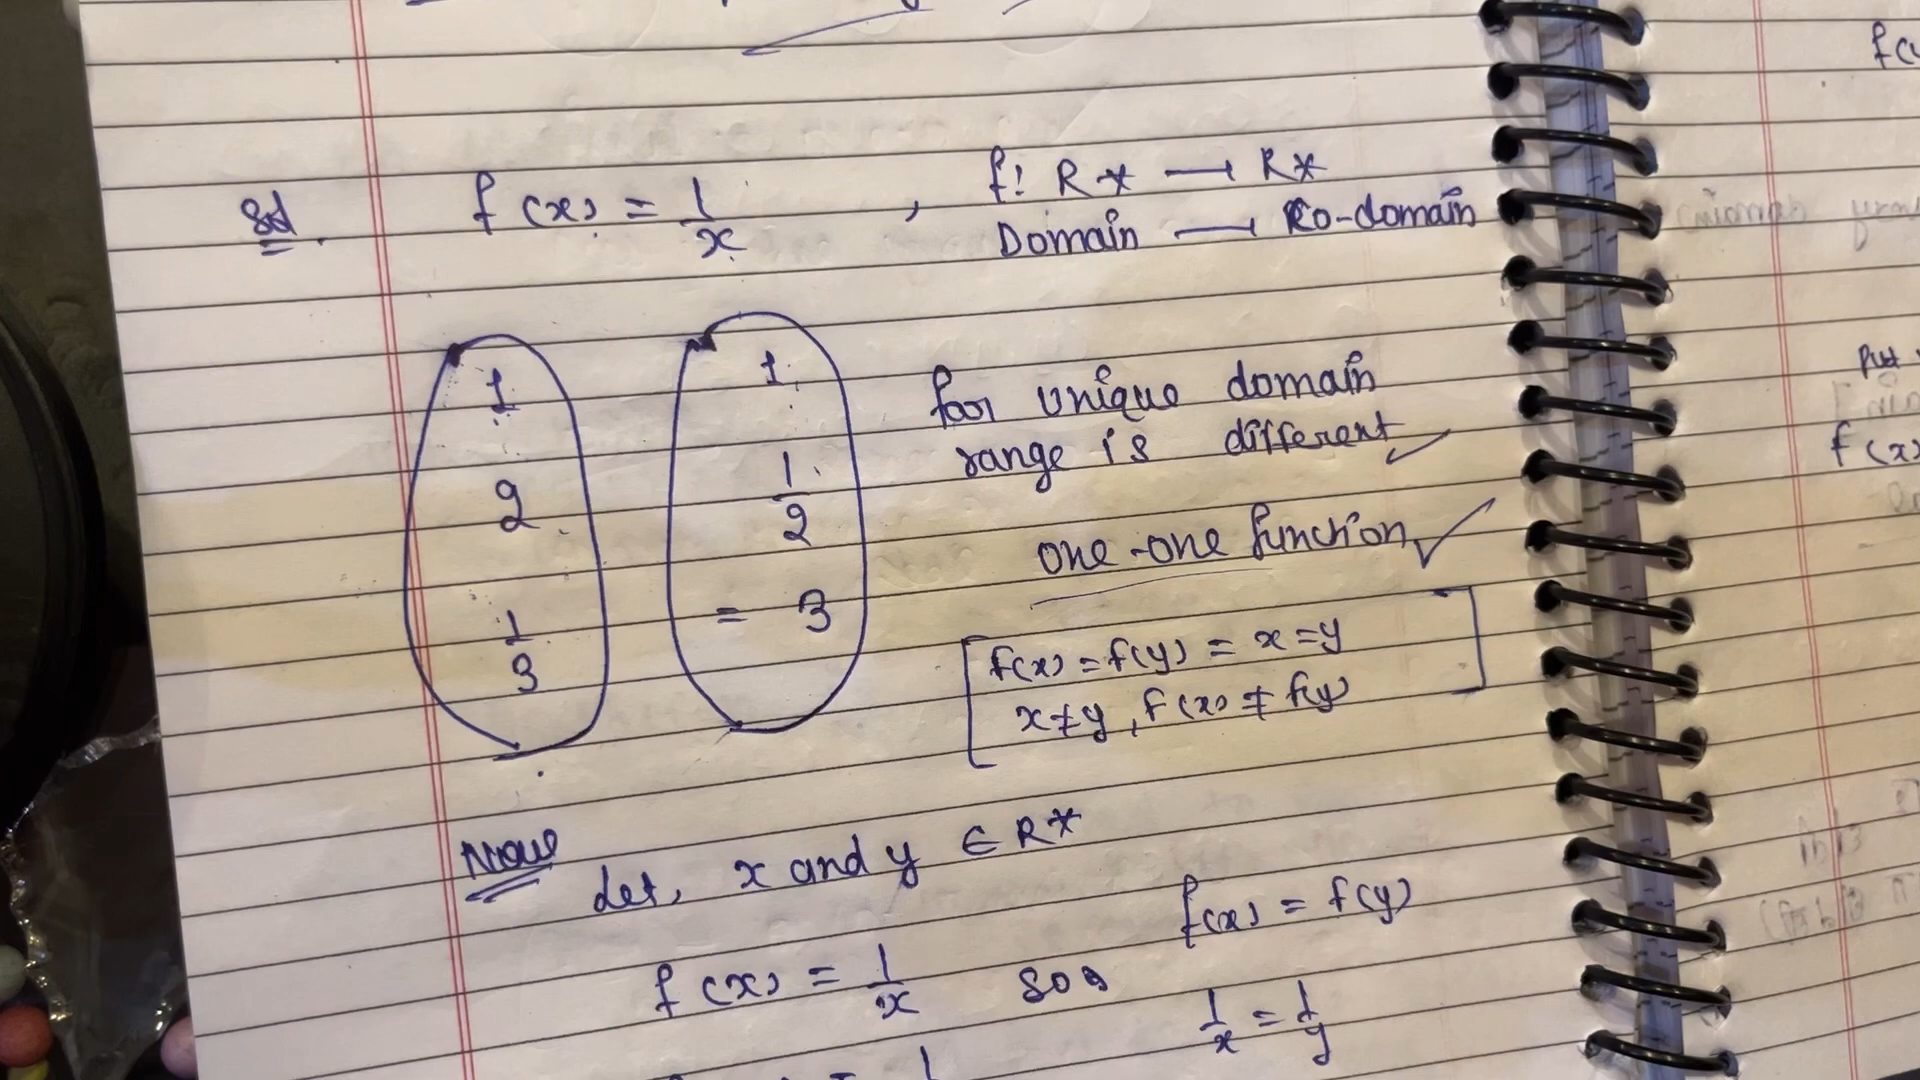 Sol. f(x) = 1/x , f: R* → R*
Domain → Co-domain
1 1
2 1/2
1/3 = 3
for unique domain
range is different ✓
one-one function ✓
[f(x) = f(y) = x = y
x ≠ y, f(x) ≠ f(y)]
Now
Let, x and y ∈ R*
f(x) = f(y)
f(x) = 1/x so,
1/x = 1/y
f(x)